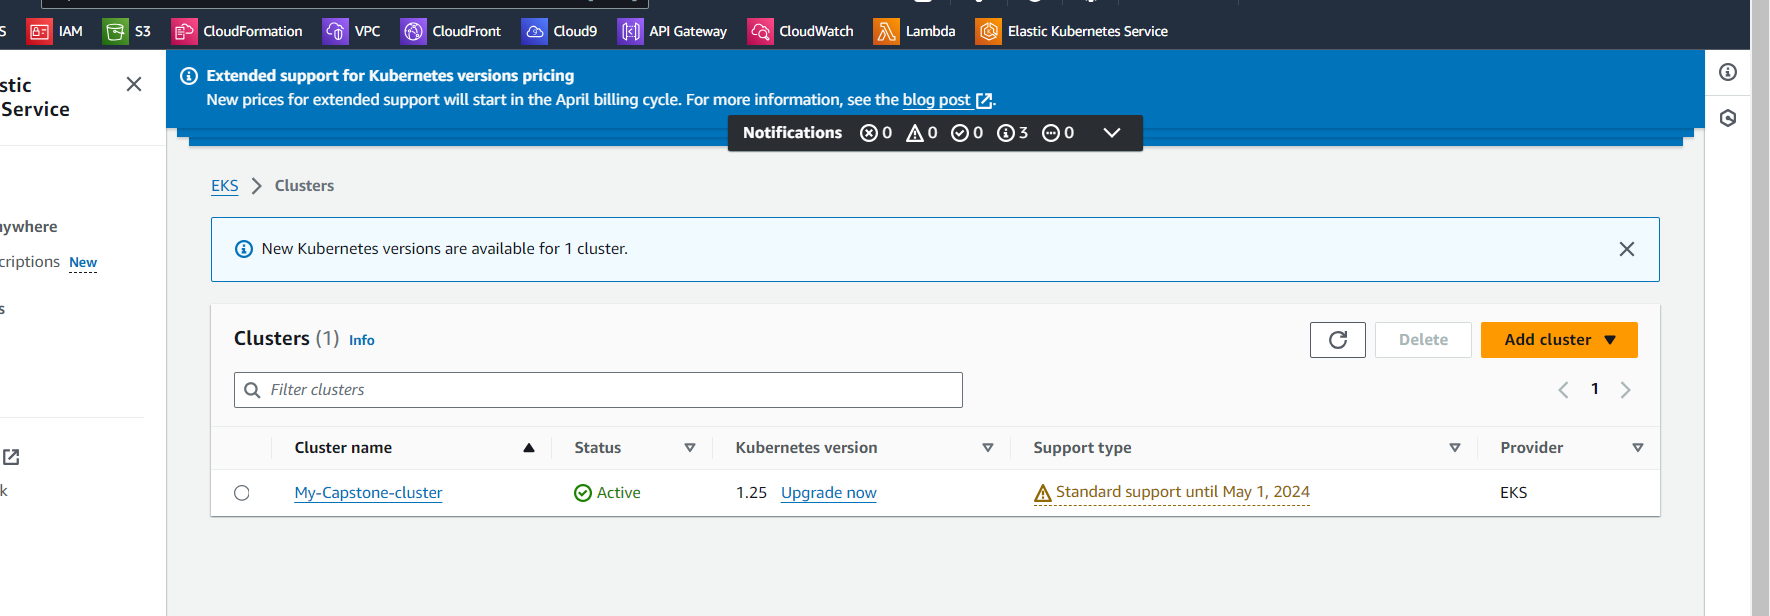 S IAM S3 CloudFormation VPC CloudFront Cloud9 API Gateway CloudWatch Lambda Elastic Kubernetes Service
stic
Service
Extended support for Kubernetes versions pricing
New prices for extended support will start in the April billing cycle. For more information, see the blog post.
Notifications 0 0 0 3 0
EKS Clusters
ywhere
New Kubernetes versions are available for 1 cluster.
criptions New
s
Clusters (1) Info
Delete
Add cluster
Filter clusters
1
Cluster name Status Kubernetes version Support type Provider
k
My-Capstone-cluster Active 1.25 Upgrade now Standard support until May 1, 2024 EKS